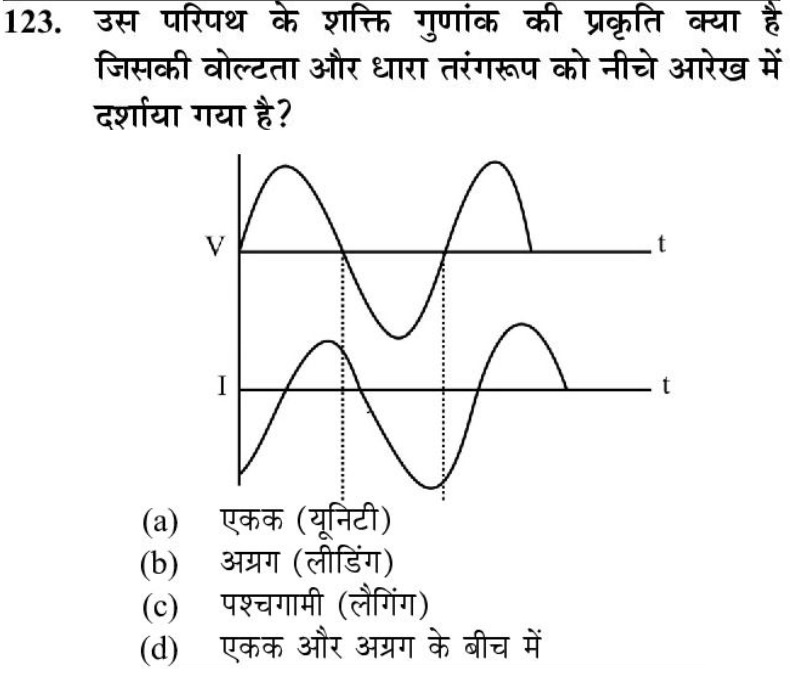 123. उस परिपथ के शक्ति गुणांक की प्रकृति क्या है
जिसकी वोल्टता और धारा तरंगरूप को नीचे आरेख में
दर्शाया गया है?
V
t
I
t
(a) एकक (यूनिटी)
(b) अग्रग (लीडिंग)
(c) पश्चगामी (लैगिंग)
(d) एकक और अग्रग के बीच में